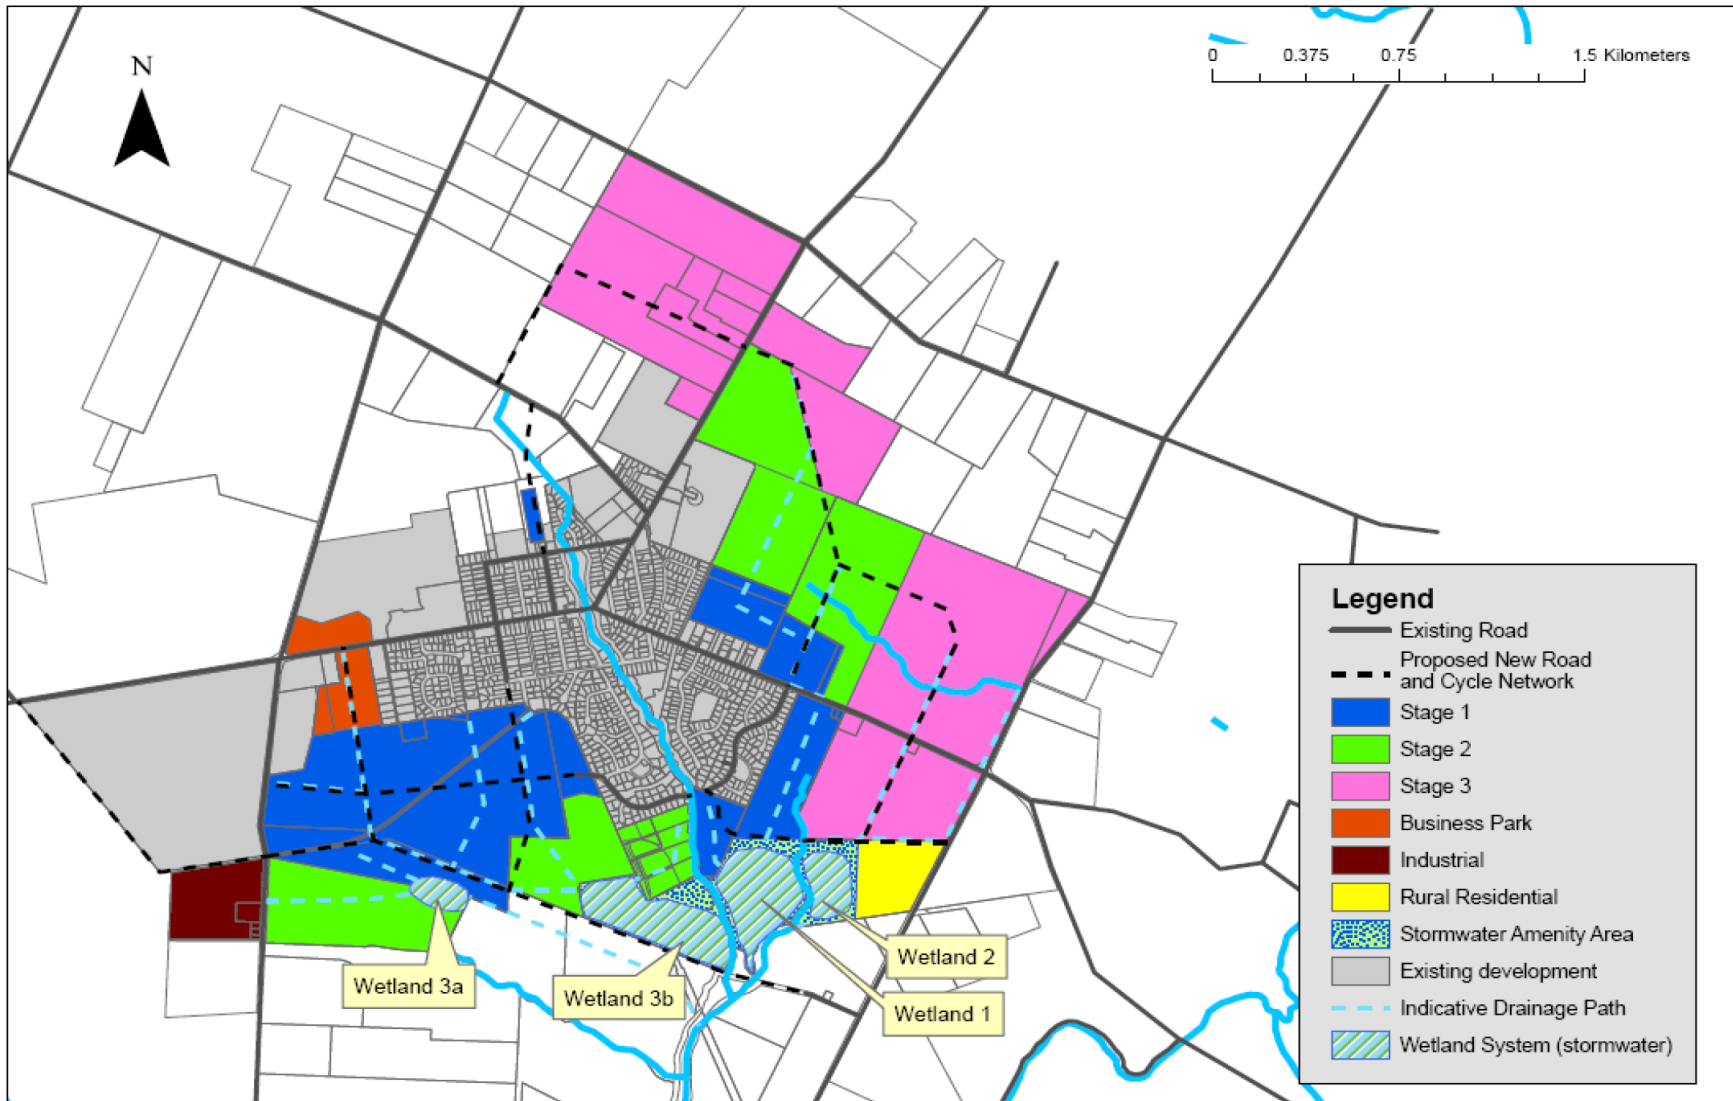 N
0 0.375 0.75 1.5 Kilometers
Legend
Existing Road
Proposed New Road
and Cycle Network
Stage 1
Stage 2
Stage 3
Business Park
Industrial
Rural Residential
Stormwater Amenity Area
Existing development
Indicative Drainage Path
Wetland System (stormwater)
Wetland 2
Wetland 3a
Wetland 3b
Wetland 1